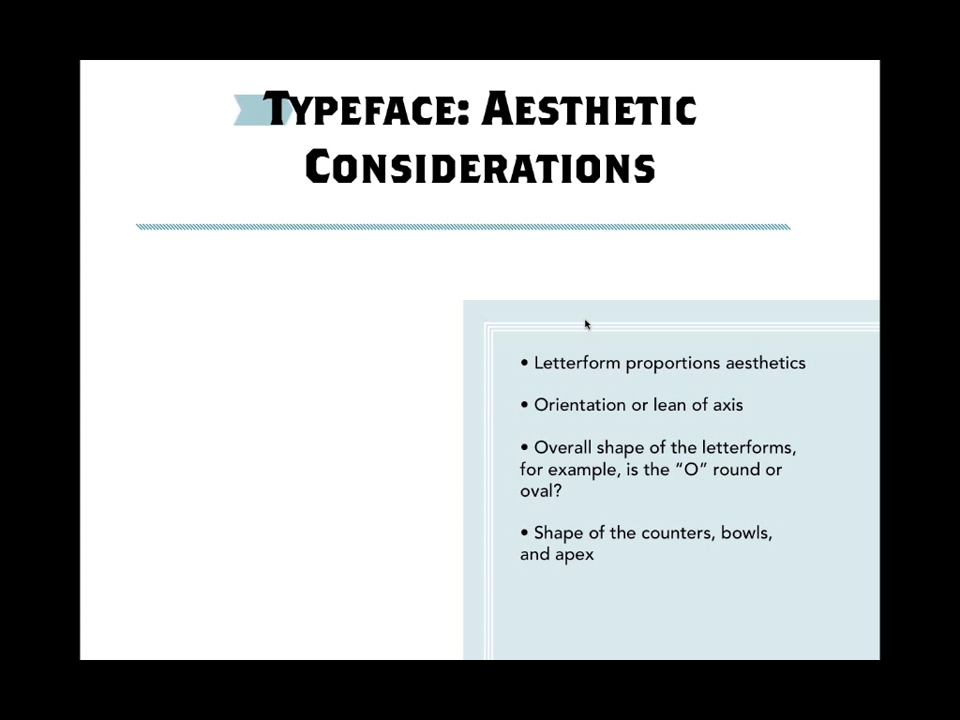 Typeface: Aesthetic
Considerations
• Letterform proportions aesthetics
• Orientation or lean of axis
• Overall shape of the letterforms,
for example, is the “O” round or
oval?
• Shape of the counters, bowls,
and apex